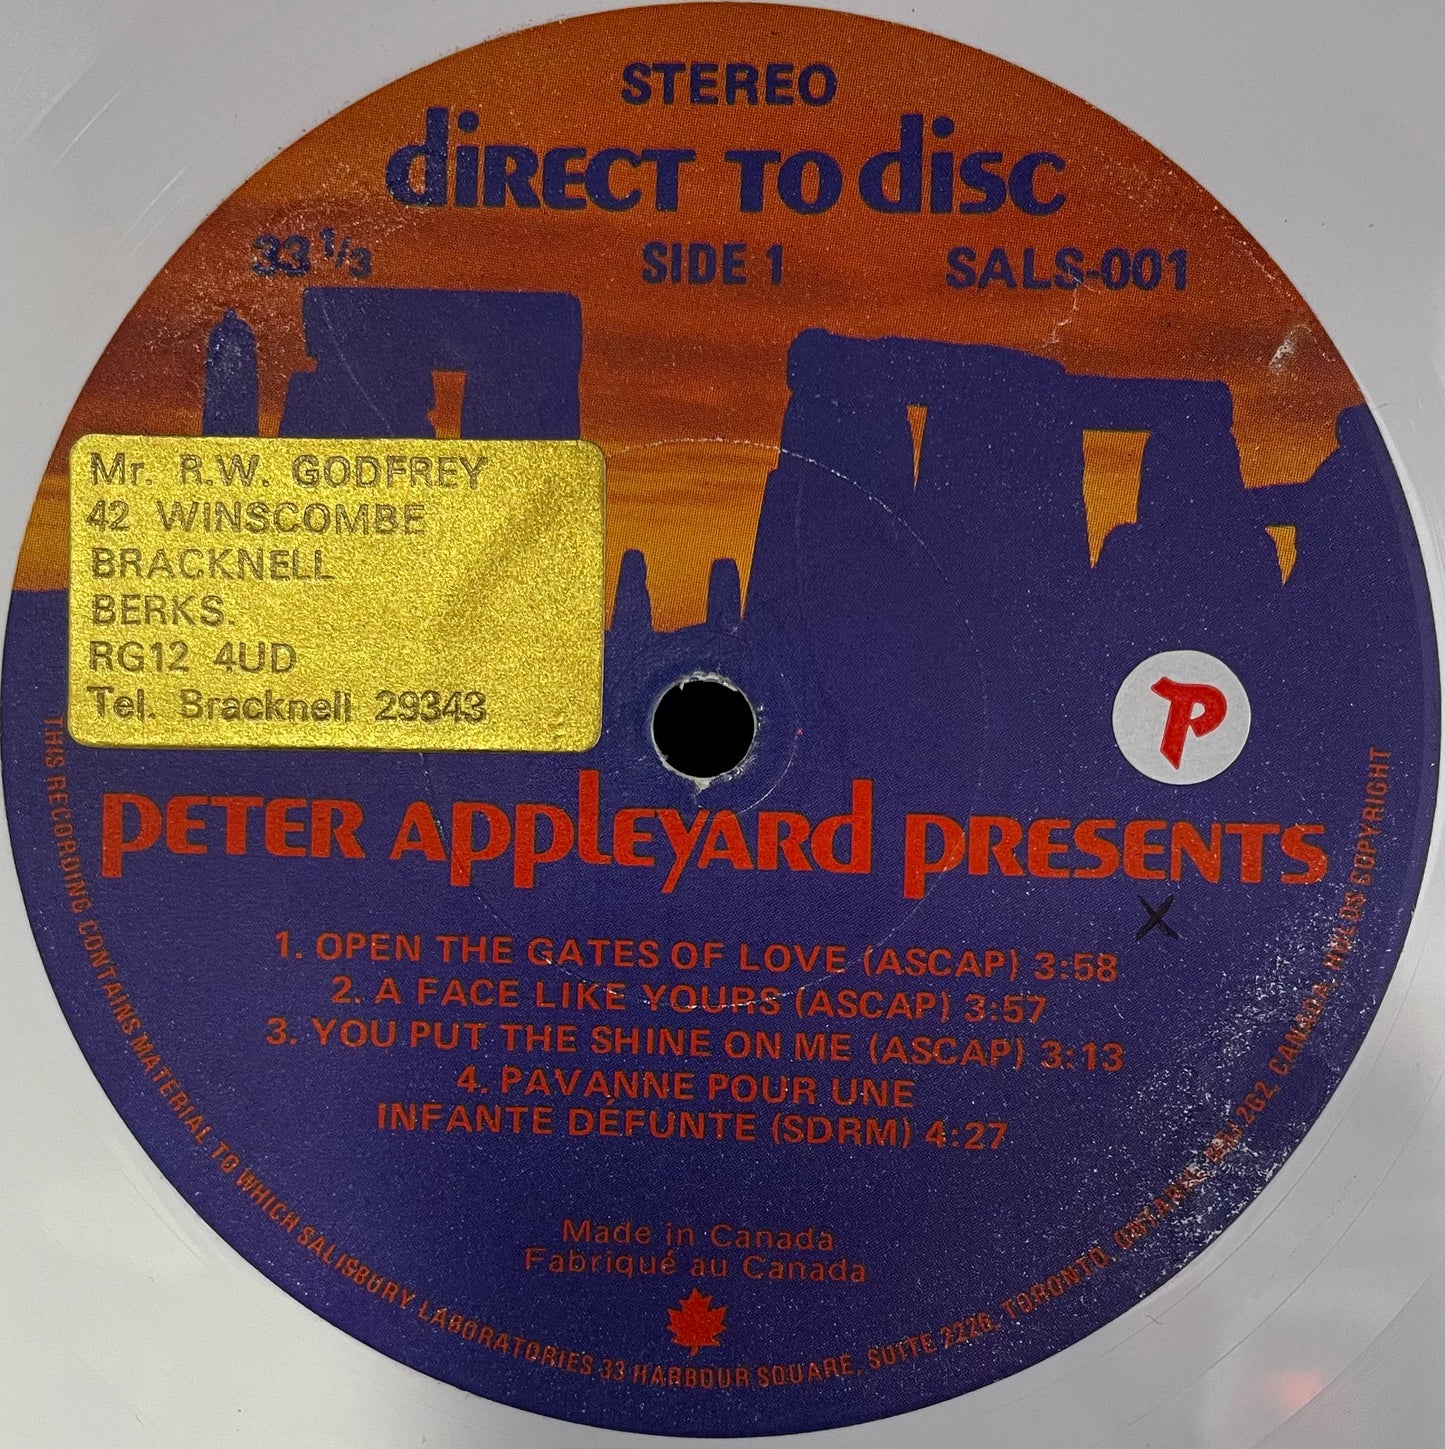 STEREO
diRECT TO disc
33 1/3 SIDE 1 SALS-001
Mr. R.W. GODFREY
42 WINSCOMBE
BRACKNELL
BERKS.
RG12 4UD
Tel. Bracknell 29343
P
PETER AppleyARd PRESENTS
X
1. OPEN THE GATES OF LOVE (ASCAP) 3:58
2. A FACE LIKE YOURS (ASCAP) 3:57
3. YOU PUT THE SHINE ON ME (ASCAP) 3:13
4. PAVANNE POUR UNE
INFANTE DÉFUNTE (SDRM) 4:27
Made in Canada
Fabriqué au Canada
THIS RECORDING CONTAINS MATERIAL TO WHICH SALISBURY LABORATORIES 33 HARBOUR SQUARE, SUITE 2226, TORONTO, ONTARIO, 2G2, CANADA, HOLDS COPYRIGHT